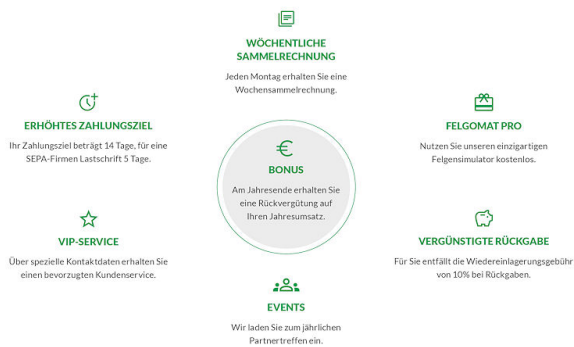 WÖCHENTLICHE
SAMMELRECHNUNG
Jeden Montag erhalten Sie eine
Wochensammelrechnung.
ERHÖHTES ZAHLUNGSZIEL
Ihr Zahlungsziel beträgt 14 Tage, für eine
SEPA-Firmen Lastschrift 5 Tage.
FELGOMAT PRO
Nutzen Sie unseren einzigartigen
Felgensimulator kostenlos.
€
BONUS
Am Jahresende erhalten Sie
eine Rückvergütung auf
Ihren Jahresumsatz.
VIP-SERVICE
Über spezielle Kontaktdaten erhalten Sie
einen bevorzugten Kundenservice.
VERGÜNSTIGTE RÜCKGABE
Für Sie entfällt die Wiedereinlagerungsgebühr
von 10% bei Rückgaben.
EVENTS
Wir laden Sie zum jährlichen
Partnertreffen ein.